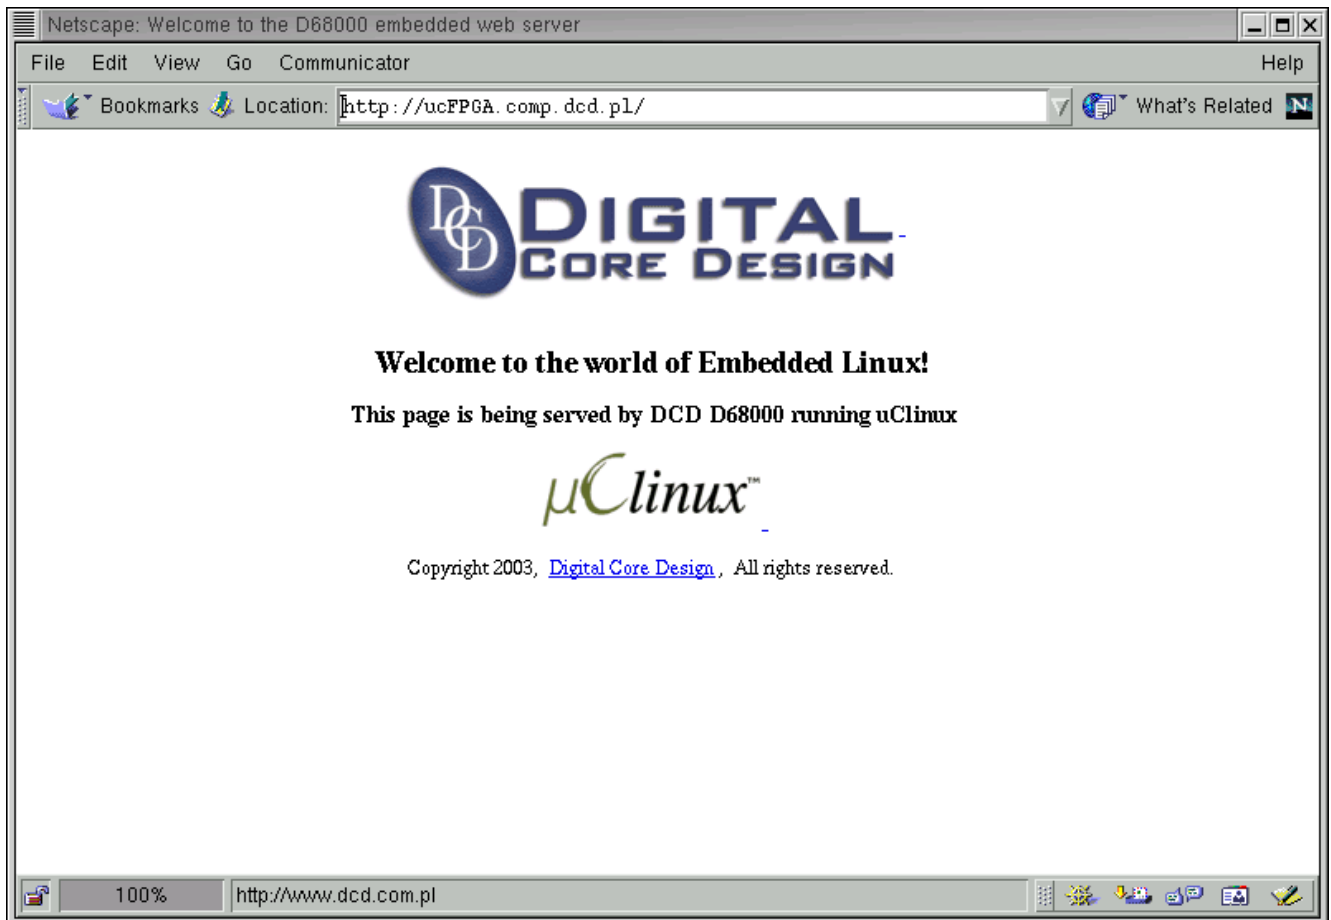 Netscape: Welcome to the D68000 embedded web server
File Edit View Go Communicator Help
Bookmarks Location: http://ucFPGA.comp.dcd.pl/ What's Related N
DCD DIGITAL
CORE DESIGN
Welcome to the world of Embedded Linux!
This page is being served by DCD D68000 running uClinux
µClinux™
Copyright 2003, Digital Core Design, All rights reserved.
100% http://www.dcd.com.pl